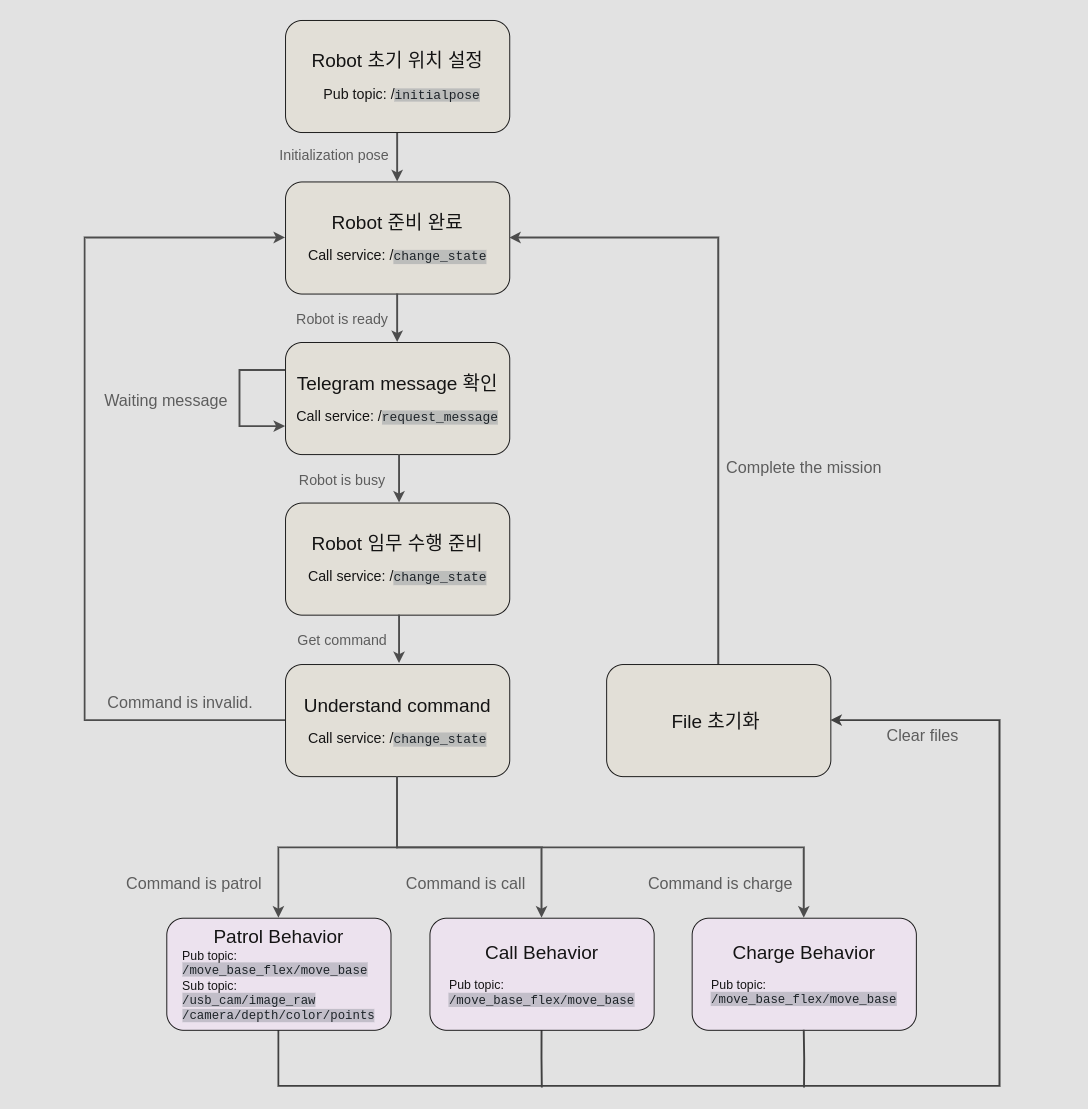 Robot 초기 위치 설정
Pub topic: /initialpose
Initialization pose
Robot 준비 완료
Call service: /change_state
Robot is ready
Telegram message 확인
Call service: /request_message
Waiting message
Robot is busy
Robot 임무 수행 준비
Call service: /change_state
Get command
Understand command
Call service: /change_state
Command is invalid.
Complete the mission
File 초기화
Clear files
Command is patrol
Command is call
Command is charge
Patrol Behavior
Pub topic:
/move_base_flex/move_base
Sub topic:
/usb_cam/image_raw
/camera/depth/color/points
Call Behavior
Pub topic:
/move_base_flex/move_base
Charge Behavior
Pub topic:
/move_base_flex/move_base